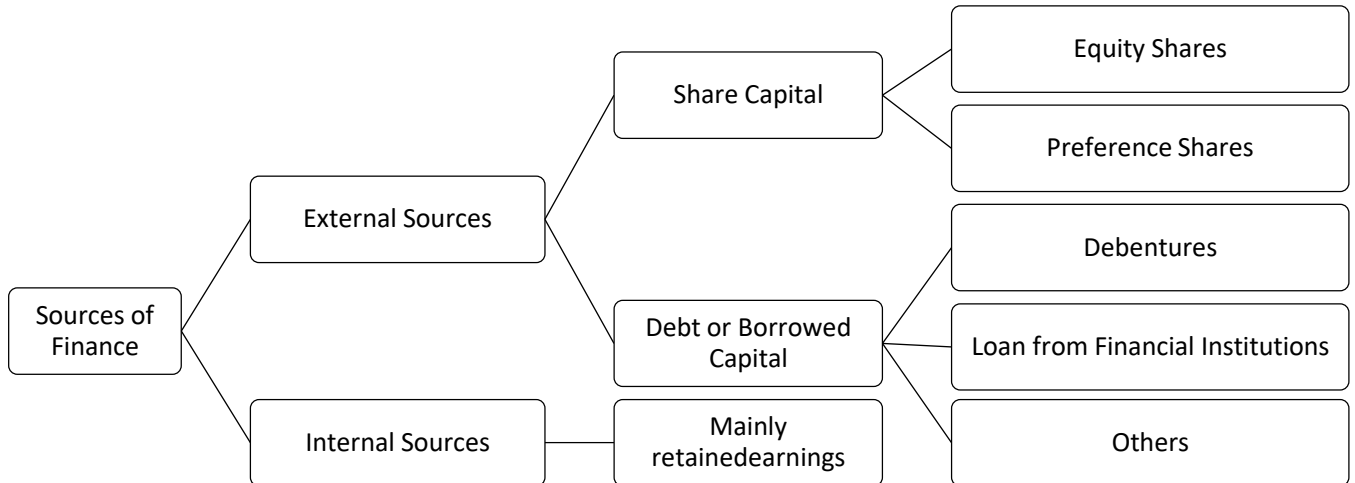 Sources of
Finance
External Sources
Share Capital
Equity Shares
Preference Shares
Debt or Borrowed
Capital
Debentures
Loan from Financial Institutions
Others
Internal Sources
Mainly
retainedearnings